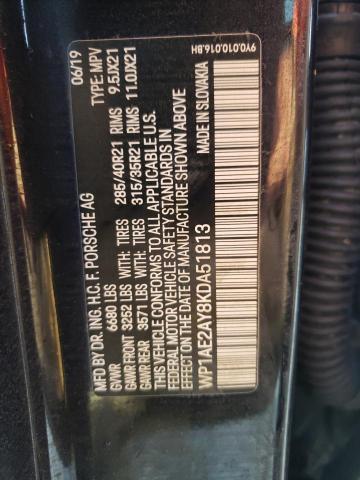 MFD BY DR. ING. H.C. F. PORSCHE AG 06/19
GVWR 6680 LBS TYPE: MPV
GAWR FRONT 3252 LBS WITH: TIRES 285/40R21 RIMS 9.5JX21
GAWR REAR 3571 LBS WITH: TIRES 315/35R21 RIMS 11.0JX21
THIS VEHICLE CONFORMS TO ALL APPLICABLE U.S.
FEDERAL MOTOR VEHICLE SAFETY STANDARDS IN
EFFECT ON THE DATE OF MANUFACTURE SHOWN ABOVE
WP1AE2AY8KDA51813 MADE IN SLOVAKIA
9Y0.010.016.BH